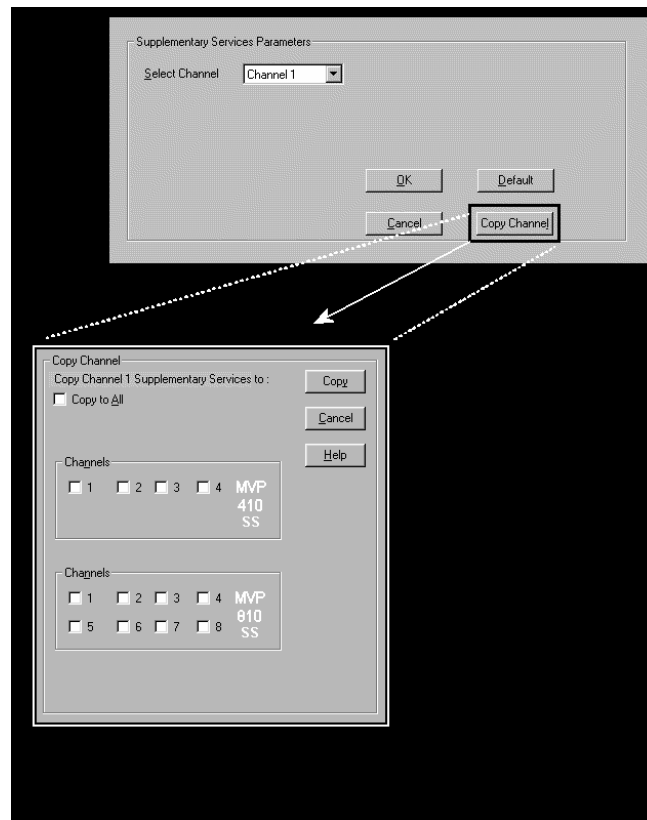 Supplementary Services Parameters
Select Channel Channel 1
OK Default
Cancel Copy Channel
Copy Channel
Copy Channel 1 Supplementary Services to :
Copy
Copy to All
Cancel
Help
Channels
1 2 3 4 MVP
410
SS
Channels
1 2 3 4 MVP
810
5 6 7 8 SS